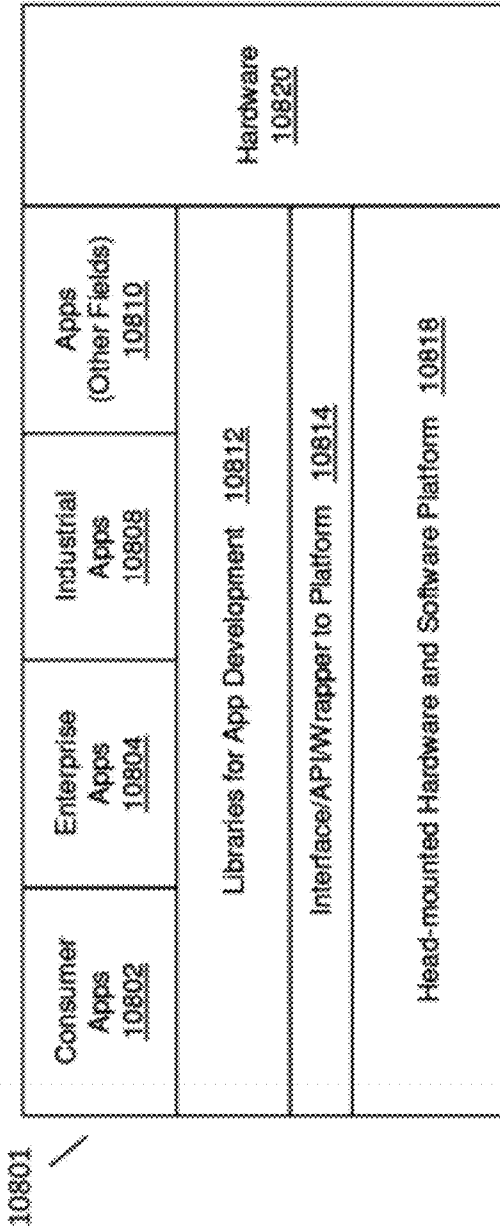 10801
Consumer
Apps
10802
Enterprise
Apps
10804
Industrial
Apps
10808
Apps
(Other Fields)
10810
Libraries for App Development 10812
Interface/API/Wrapper to Platform 10814
Head-mounted Hardware and Software Platform 10818
Hardware
10820